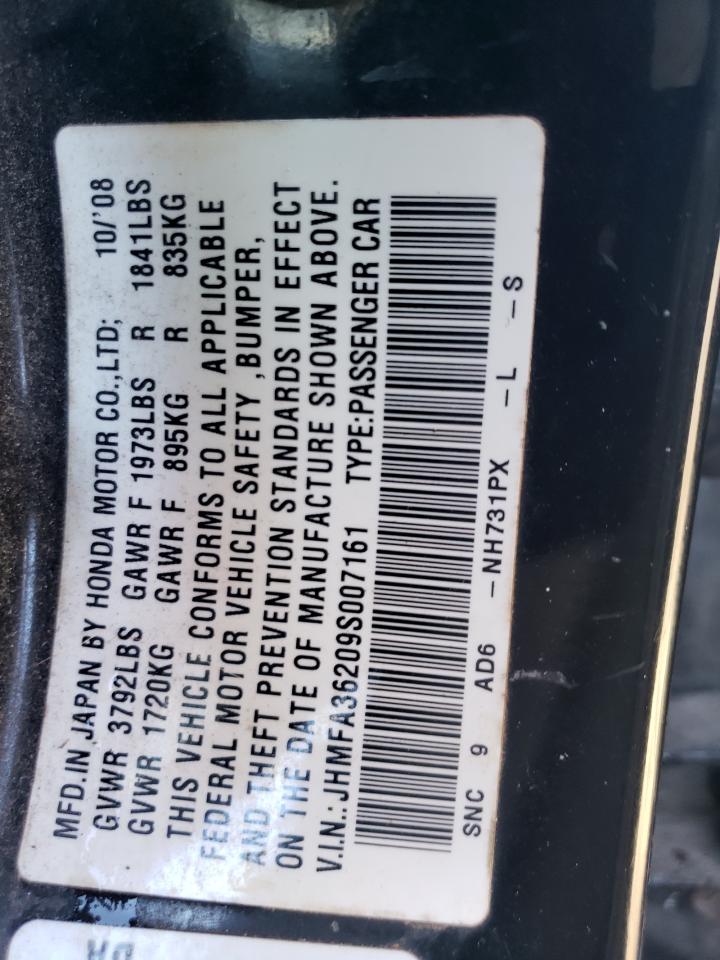 MFD.IN JAPAN BY HONDA MOTOR CO.,LTD; 10/'08
GVWR 3792LBS GAWR F 1973LBS R 1841LBS
GVWR 1720KG GAWR F 895KG R 835KG
THIS VEHICLE CONFORMS TO ALL APPLICABLE
FEDERAL MOTOR VEHICLE SAFETY ,BUMPER,
AND THEFT PREVENTION STANDARDS IN EFFECT
ON THE DATE OF MANUFACTURE SHOWN ABOVE.
V.I.N.: JHMFA36209S007161 TYPE:PASSENGER CAR
SNC 9 AD6 -NH731PX -L -S